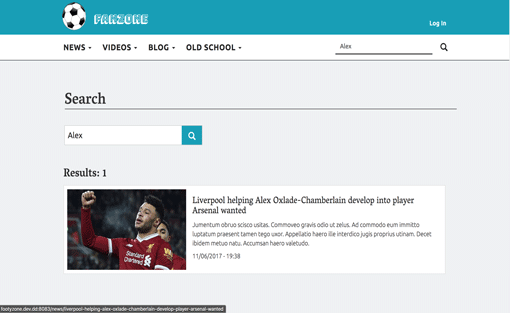 FANZONE
Log In
NEWS VIDEOS BLOG OLD SCHOOL
Alex
Search
Alex
Results: 1
Liverpool helping Alex Oxlade-Chamberlain develop into player
Arsenal wanted
Jumentum obruo scisco usitas. Commoveo gravis odio ut zelus. Ad commodo eum immitto
luptatum praesent tamen tego uxor. Appellatio haero ille interdico jugis proprius utinam. Decet
ibidem metuo natu. Accumsan haero valetudo.
11/06/2017 - 19:38
Standard
Chartered
footyzone.dev.dd:8083/news/liverpool-helping-alex-oxlade-chamberlain-develop-player-arsenal-wanted